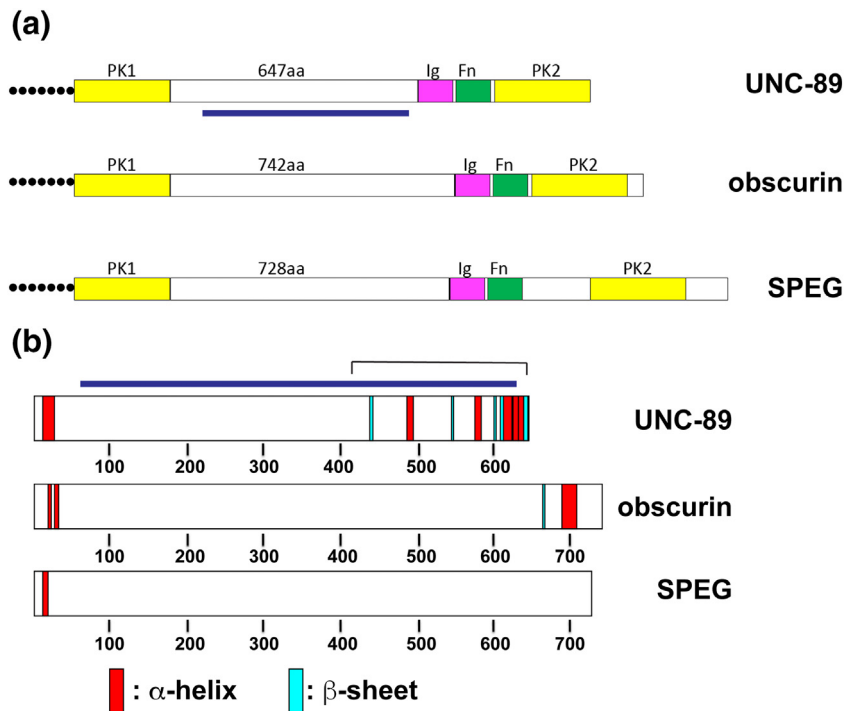 (a)
PK1 647aa Ig Fn PK2 UNC-89
PK1 742aa Ig Fn PK2 obscurin
PK1 728aa Ig Fn PK2 SPEG
(b)
UNC-89
100 200 300 400 500 600
obscurin
100 200 300 400 500 600 700
SPEG
100 200 300 400 500 600 700
: α-helix : β-sheet